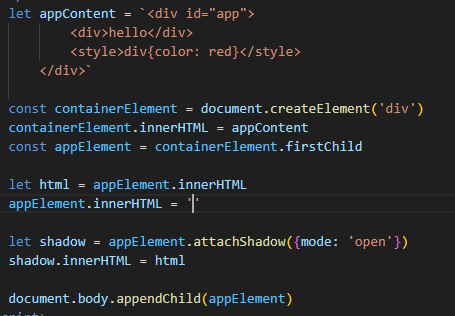 let appContent = `<div id="app">
<div>hello</div>
<style>div{color: red}</style>
</div>`
const containerElement = document.createElement('div')
containerElement.innerHTML = appContent
const appElement = containerElement.firstChild
let html = appElement.innerHTML
appElement.innerHTML = ''
let shadow = appElement.attachShadow({mode: 'open'})
shadow.innerHTML = html
document.body.appendChild(appElement)